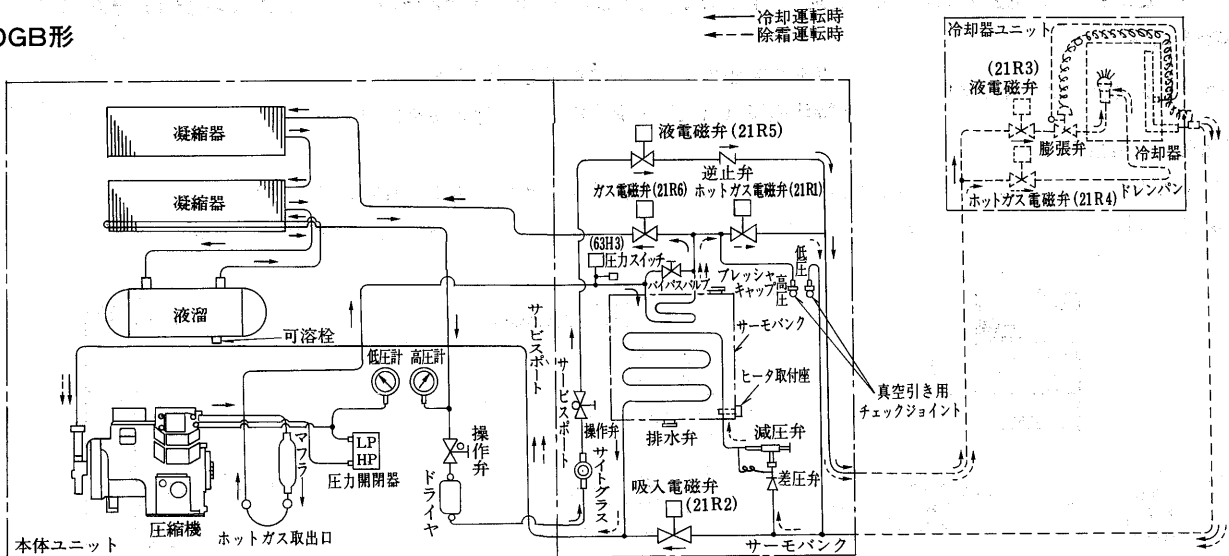 冷却運転時
除霜運転時
0GB形
冷却器ユニット
(21R3)
液電磁弁
膨張弁
冷却器
ドレンパン
ホットガス電磁弁(21R4)
凝縮器
凝縮器
液溜
可溶栓
液電磁弁(21R5)
逆止弁
ガス電磁弁(21R6)
ホットガス電磁弁(21R1)
(63H3)
圧力スイッチ
バイパスバルブ
プレッシャ
キャップ
高圧
低圧
サーモバンク
ヒータ取付座
真空引き用
チェックジョイント
サービスポート
サービスポート
低圧計
高圧計
操作弁
操作弁
排水弁
減圧弁
差圧弁
マフラ
LP
HP
圧力開閉器
ドライヤ
サイトグラス
吸入電磁弁
(21R2)
圧縮機
ホットガス取出口
本体ユニット
サーモバンク